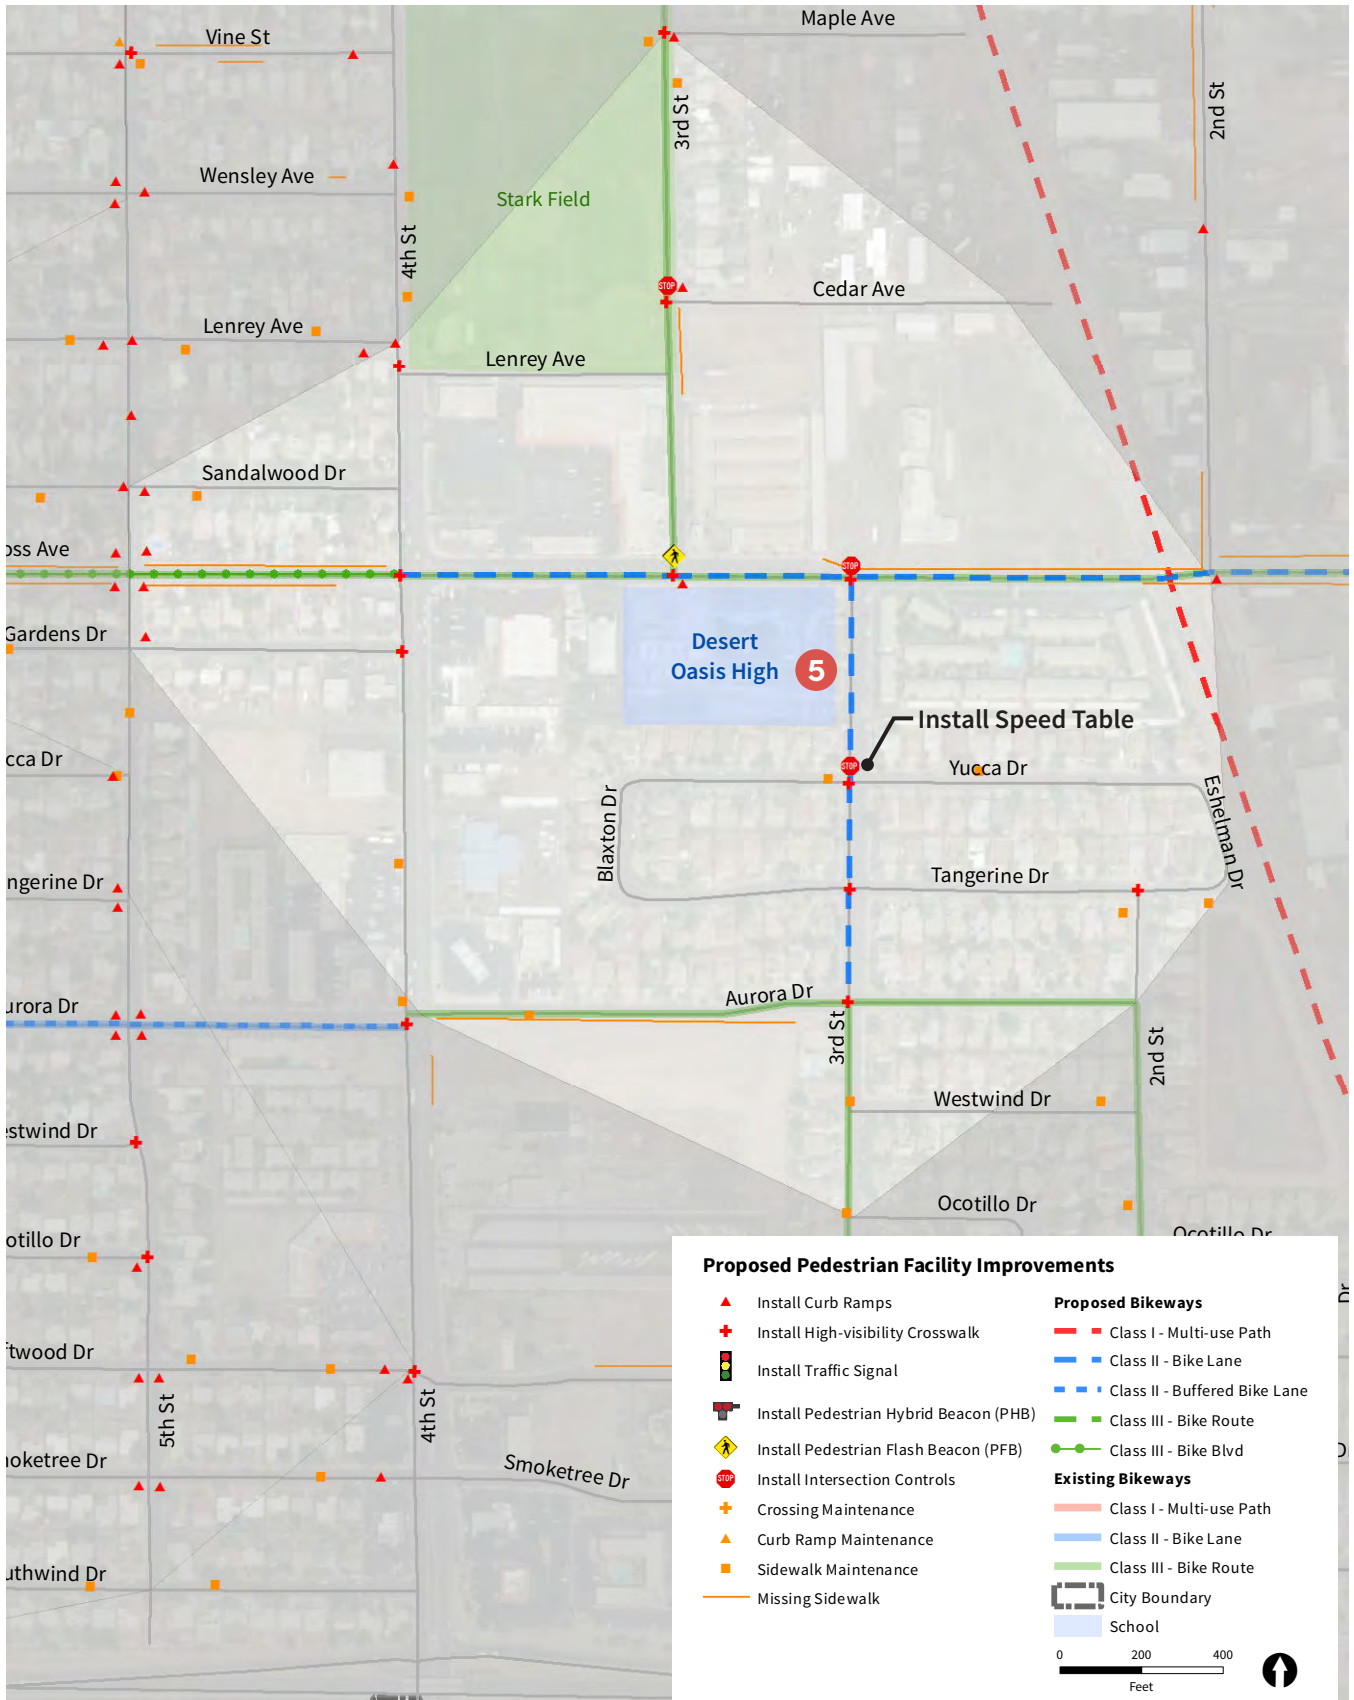 Maple Ave
Vine St
3rd St
2nd St
Wensley Ave
Stark Field
4th St
Cedar Ave
Lenrey Ave
Lenrey Ave
Sandalwood Dr
oss Ave
STOP
STOP
Gardens Dr
Desert
Oasis High
5
Install Speed Table
STOP
cca Dr
Yucca Dr
Blaxton Dr
Eshelman Dr
ngerine Dr
Tangerine Dr
urora Dr
Aurora Dr
3rd St
2nd St
Westwind Dr
estwind Dr
Ocotillo Dr
Ocotillo Dr
otillo Dr
Dr
ftwood Dr
5th St
4th St
oketree Dr
Smoketree Dr
uthwind Dr
Proposed Pedestrian Facility Improvements
Install Curb Ramps
Install High-visibility Crosswalk
Install Traffic Signal
Install Pedestrian Hybrid Beacon (PHB)
Install Pedestrian Flash Beacon (PFB)
STOP Install Intersection Controls
Crossing Maintenance
Curb Ramp Maintenance
Sidewalk Maintenance
Missing Sidewalk
Proposed Bikeways
Class I - Multi-use Path
Class II - Bike Lane
Class II - Buffered Bike Lane
Class III - Bike Route
Class III - Bike Blvd
Existing Bikeways
Class I - Multi-use Path
Class II - Bike Lane
Class III - Bike Route
City Boundary
School
0 200 400
Feet